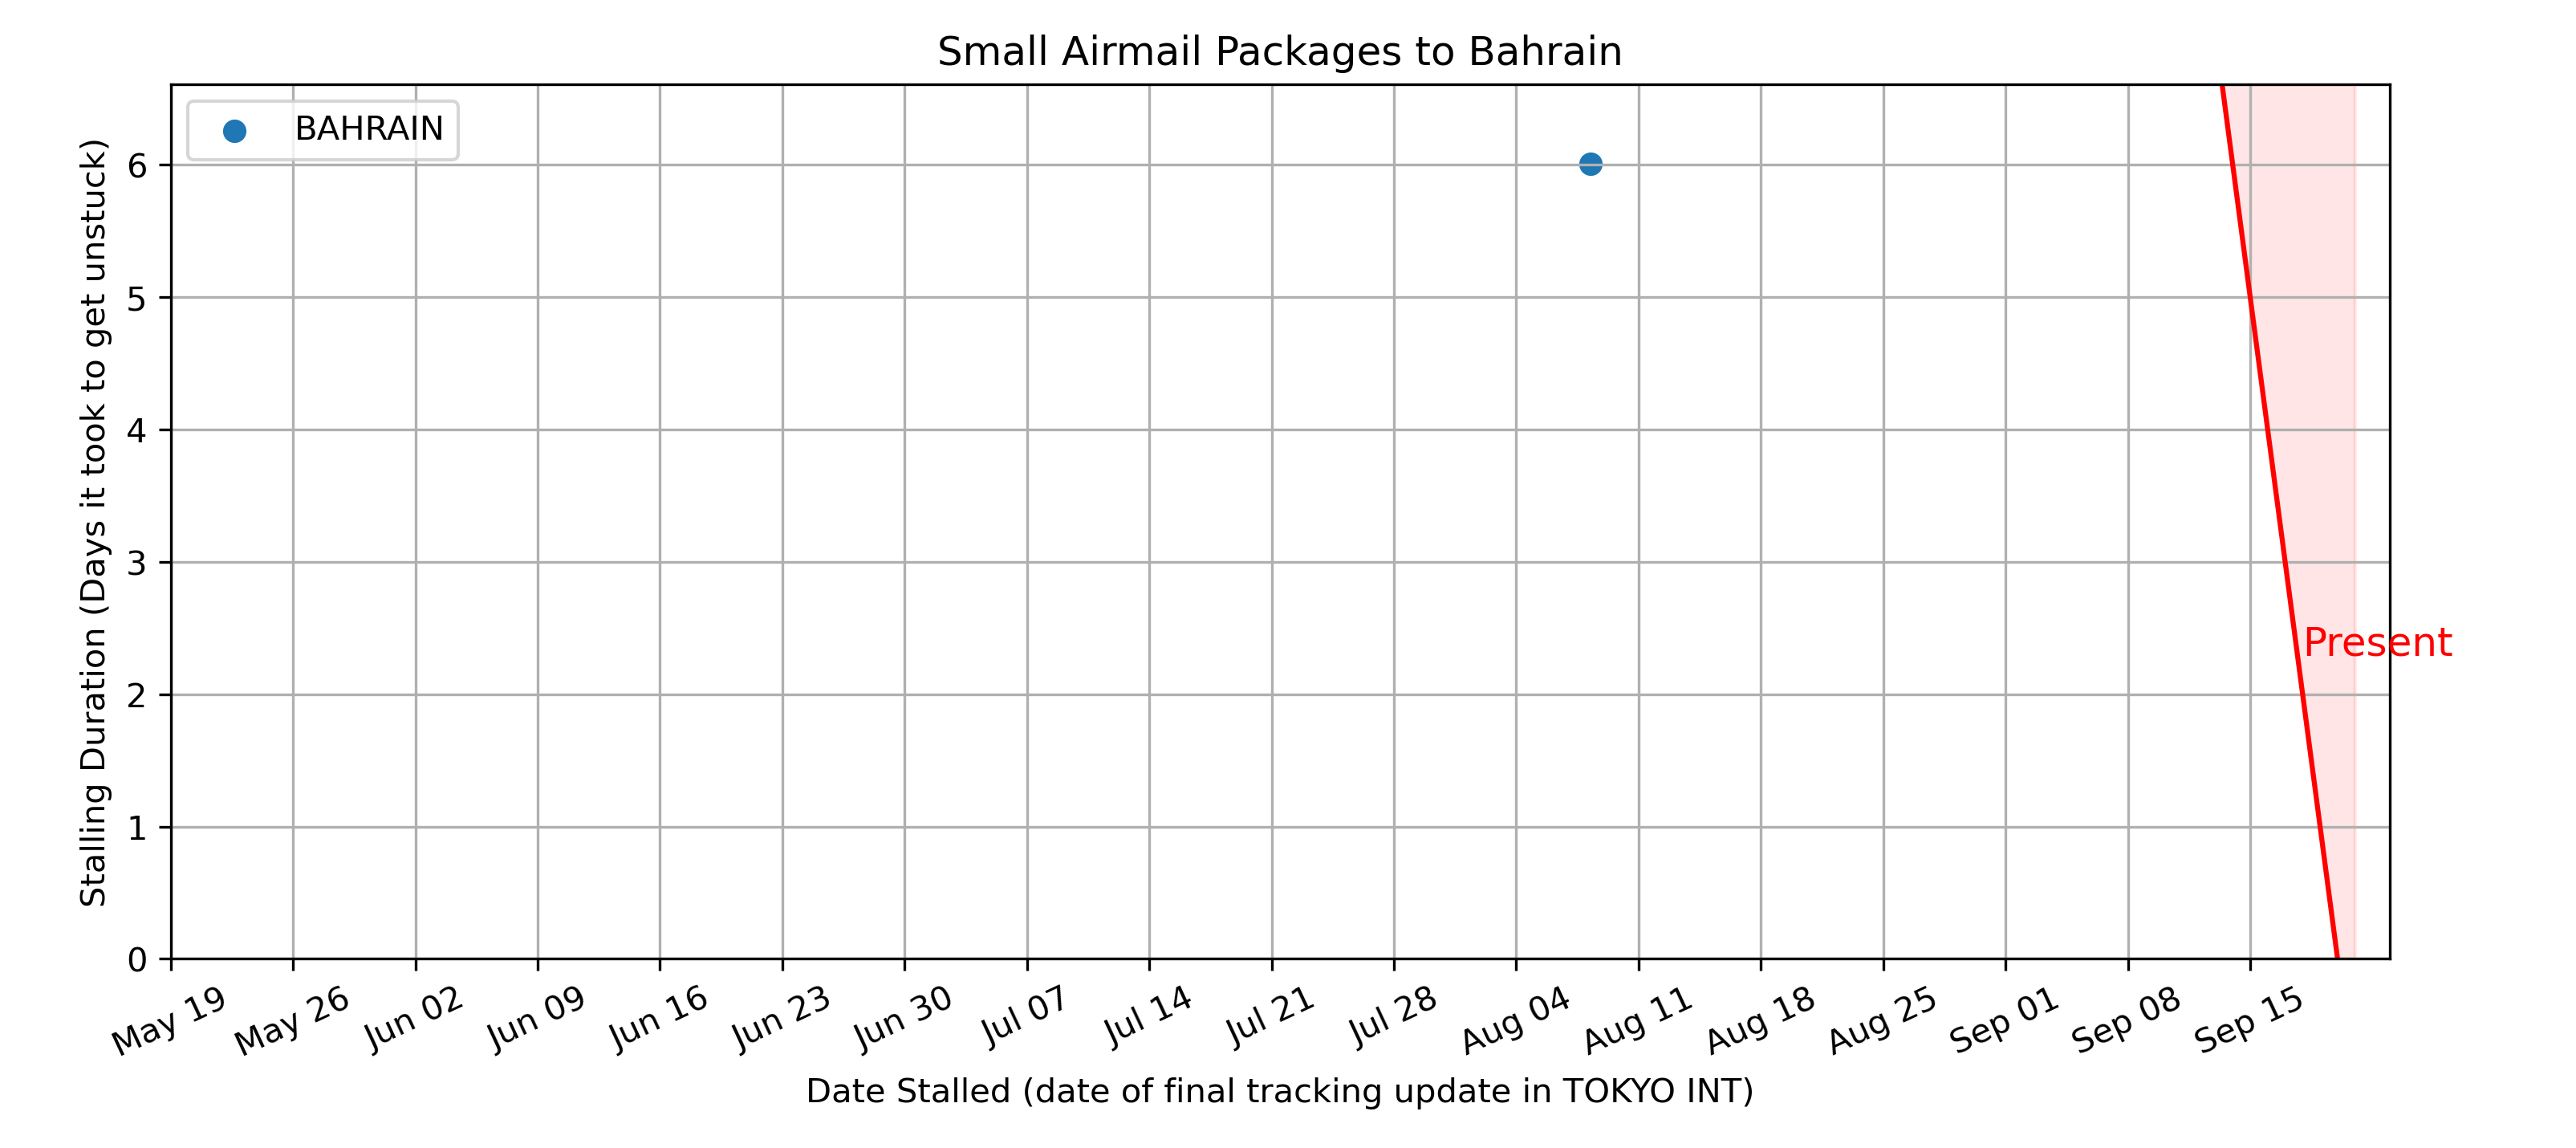 Small Airmail Packages to Bahrain
BAHRAIN
Stalling Duration (Days it took to get unstuck)
6
5
4
3
2
1
0
Present
May 19
May 26
Jun 02
Jun 09
Jun 16
Jun 23
Jun 30
Jul 07
Jul 14
Jul 21
Jul 28
Aug 04
Aug 11
Aug 18
Aug 25
Sep 01
Sep 08
Sep 15
Date Stalled (date of final tracking update in TOKYO INT)